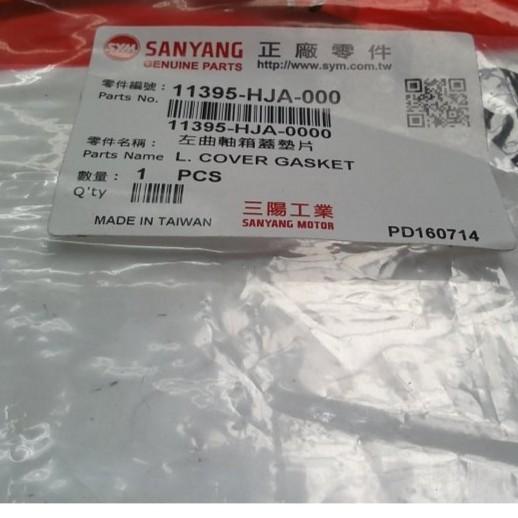 SYM SANYANG 正廠零件
GENUINE PARTS http://www.sym.com.tw
零件編號：11395-HJA-000
Parts No.
11395-HJA-0000
零件名稱： 左曲軸箱蓋墊片
Parts Name L. COVER GASKET
數量： 1 PCS
Q'ty
三陽工業
MADE IN TAIWAN SANYANG MOTOR PD160714